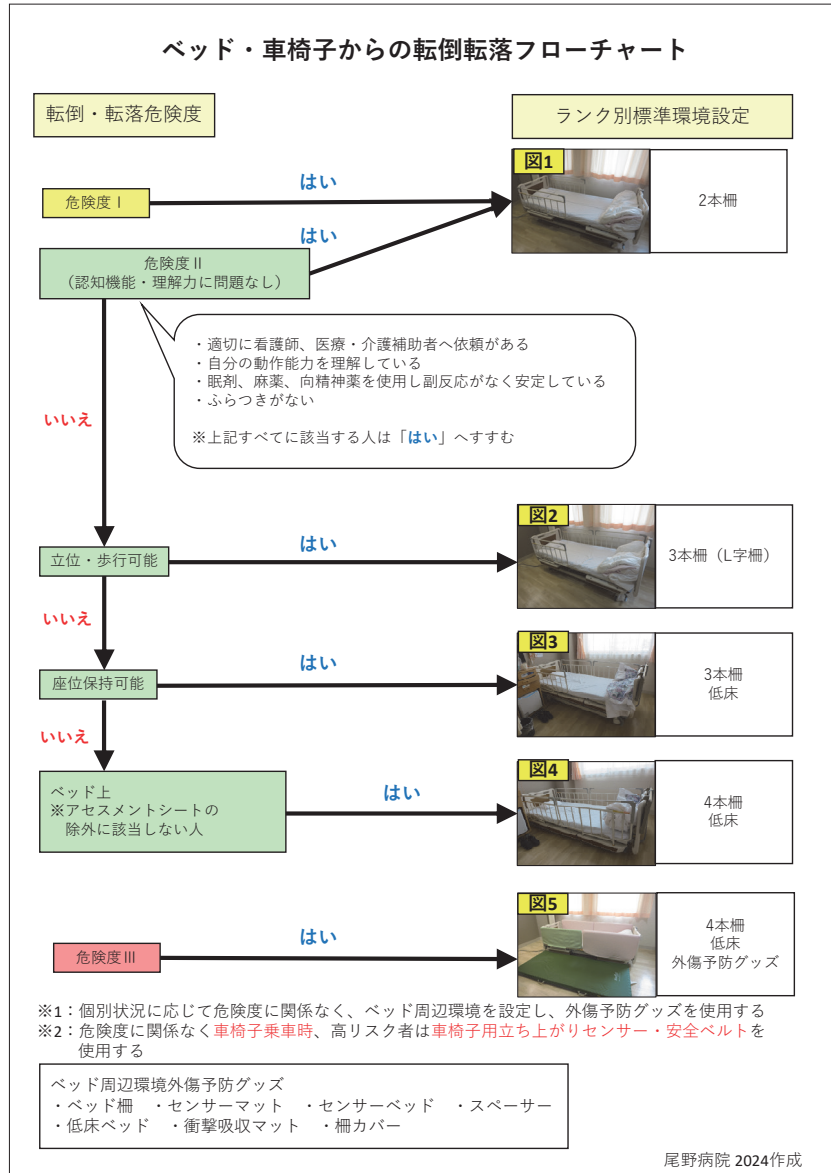 ベッド・車椅子からの転倒転落フローチャート
転倒・転落危険度
ランク別標準環境設定
危険度Ⅰ
はい
図1
2本柵
危険度Ⅱ
（認知機能・理解力に問題なし）
はい
・適切に看護師、医療・介護補助者へ依頼がある
・自分の動作能力を理解している
・眠剤、麻薬、向精神薬を使用し副反応がなく安定している
・ふらつきがない
※上記すべてに該当する人は「はい」へすすむ
いいえ
立位・歩行可能
はい
図2
3本柵（L字柵）
いいえ
座位保持可能
はい
図3
3本柵
低床
いいえ
ベッド上
※アセスメントシートの
除外に該当しない人
はい
図4
4本柵
低床
危険度Ⅲ
はい
図5
4本柵
低床
外傷予防グッズ
※1：個別状況に応じて危険度に関係なく、ベッド周辺環境を設定し、外傷予防グッズを使用する
※2：危険度に関係なく車椅子乗車時、高リスク者は車椅子用立ち上がりセンサー・安全ベルトを
使用する
ベッド周辺環境外傷予防グッズ
・ベッド柵　・センサーマット　・センサーベッド　・スペーサー
・低床ベッド　・衝撃吸収マット　・柵カバー
尾野病院 2024作成